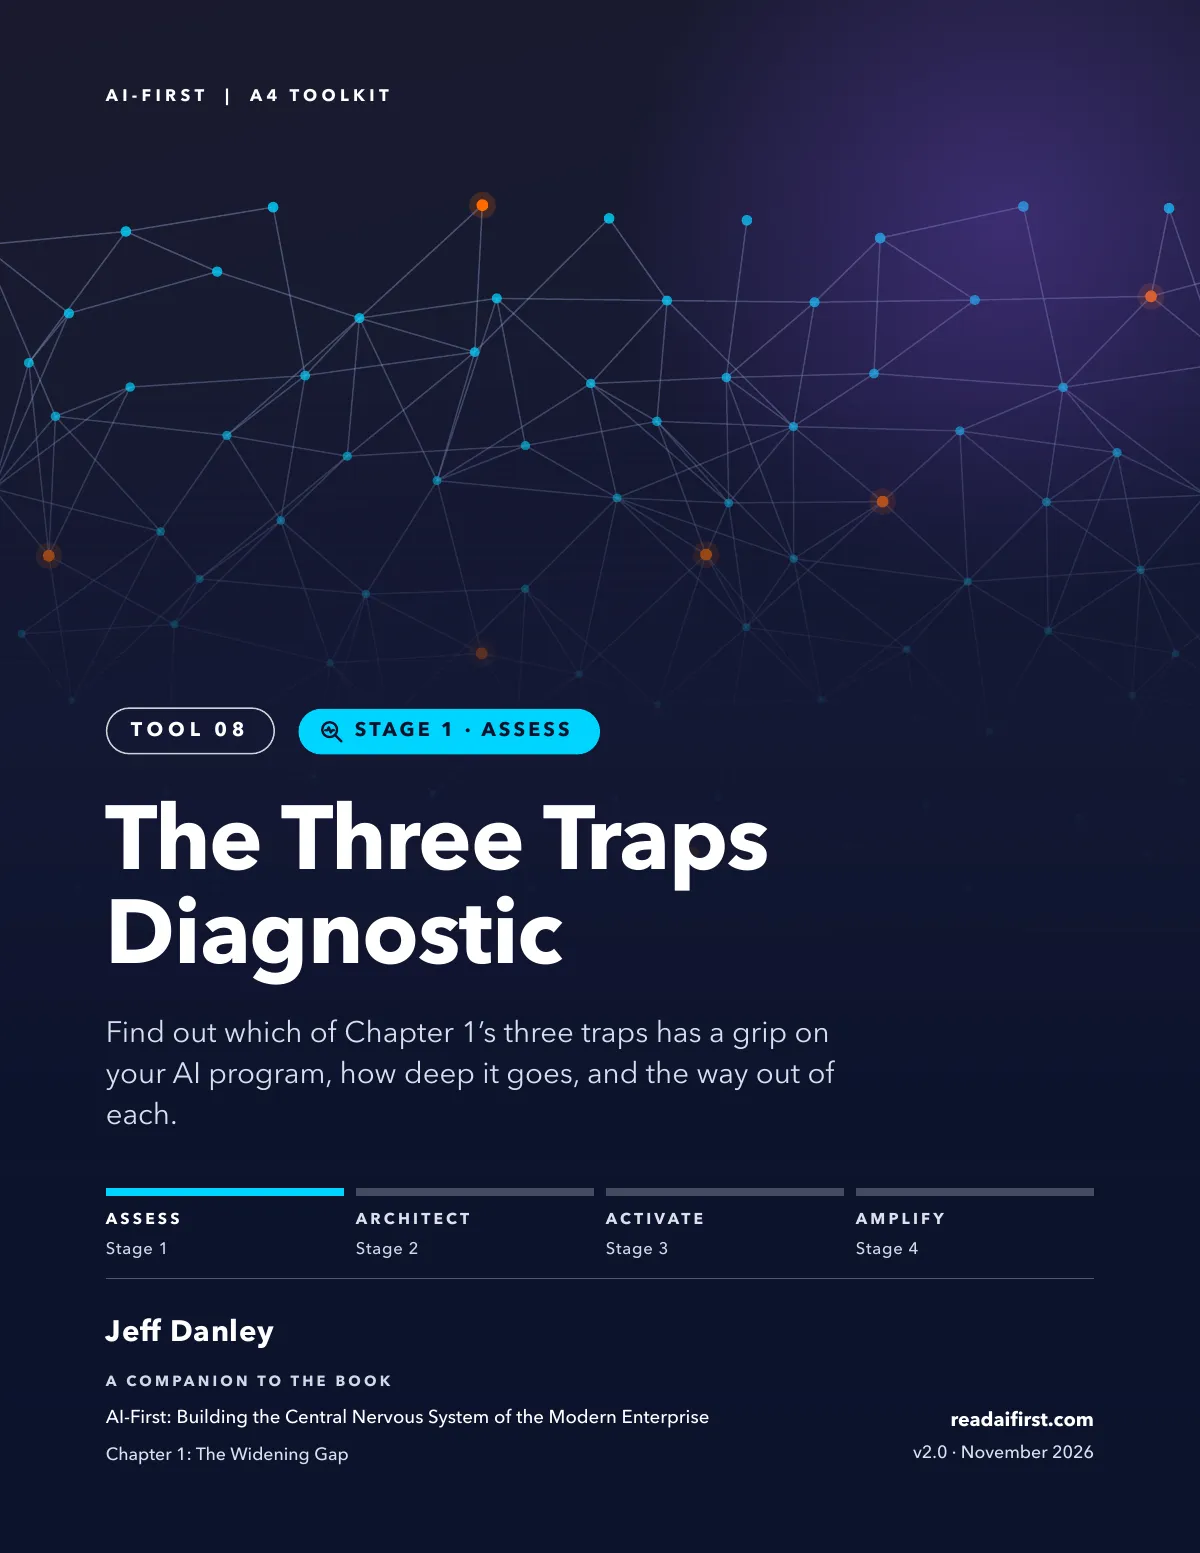 AI-FIRST | A4 TOOLKIT
TOOL 08
STAGE 1 · ASSESS
The Three Traps
Diagnostic
Find out which of Chapter 1’s three traps has a grip on
your AI program, how deep it goes, and the way out of
each.
ASSESS
Stage 1
ARCHITECT
Stage 2
ACTIVATE
Stage 3
AMPLIFY
Stage 4
Jeff Danley
A COMPANION TO THE BOOK
AI-First: Building the Central Nervous System of the Modern Enterprise
Chapter 1: The Widening Gap
readaifirst.com
v2.0 · November 2026